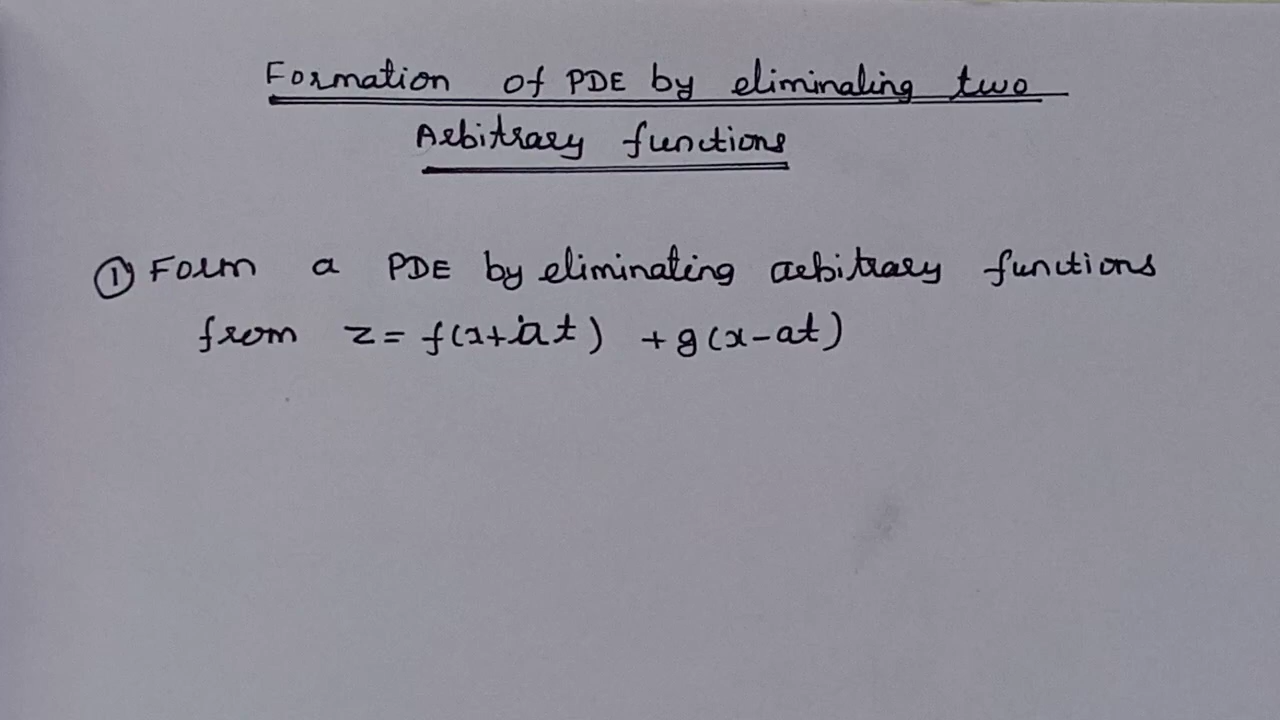 Formation of PDE by eliminating two
Arbitrary functions
① Form a PDE by eliminating arbitrary functions
from z = f(x+at) + g(x-at)